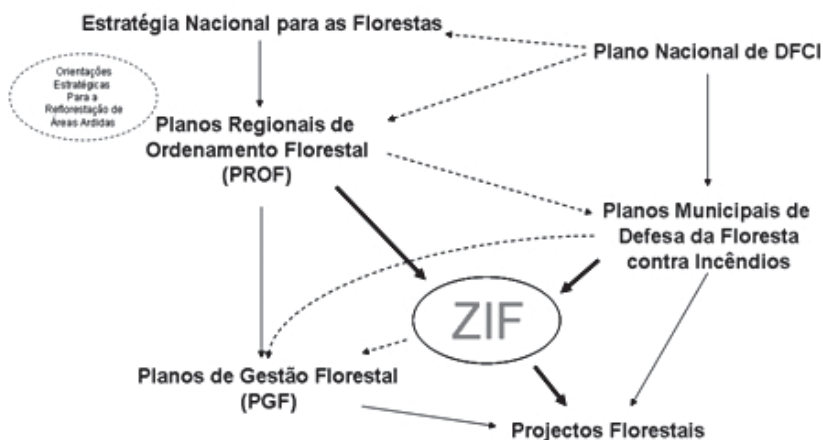 Estratégia Nacional para as Florestas
Plano Nacional de DFCI
Orientações
Estratégicas
Para a
Reflorestação de
Áreas Ardidas
Planos Regionais de
Ordenamento Florestal
(PROF)
Planos Municipais de
Defesa da Floresta
contra Incêndios
ZIF
Planos de Gestão Florestal
(PGF)
Projectos Florestais